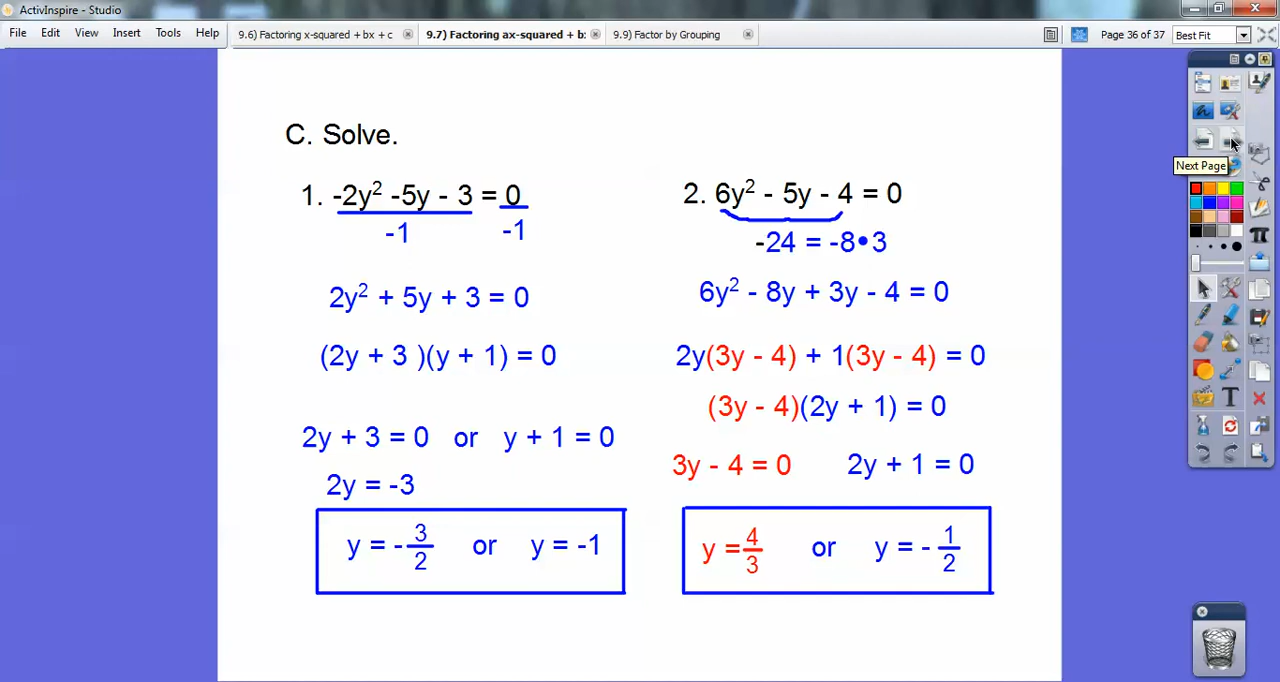 ActivInspire - Studio
File Edit View Insert Tools Help
9.6) Factoring x-squared + bx + c
9.7) Factoring ax-squared + b:
9.9) Factor by Grouping
Page 36 of 37
Best Fit
Next Page
C. Solve.
1. -2y² -5y - 3 = 0
-1 -1
2y² + 5y + 3 = 0
(2y + 3 )(y + 1) = 0
2y + 3 = 0 or y + 1 = 0
2y = -3
y = - 3/2 or y = -1
2. 6y² - 5y - 4 = 0
-24 = -8•3
6y² - 8y + 3y - 4 = 0
2y(3y - 4) + 1(3y - 4) = 0
(3y - 4)(2y + 1) = 0
3y - 4 = 0 2y + 1 = 0
y = 4/3 or y = - 1/2